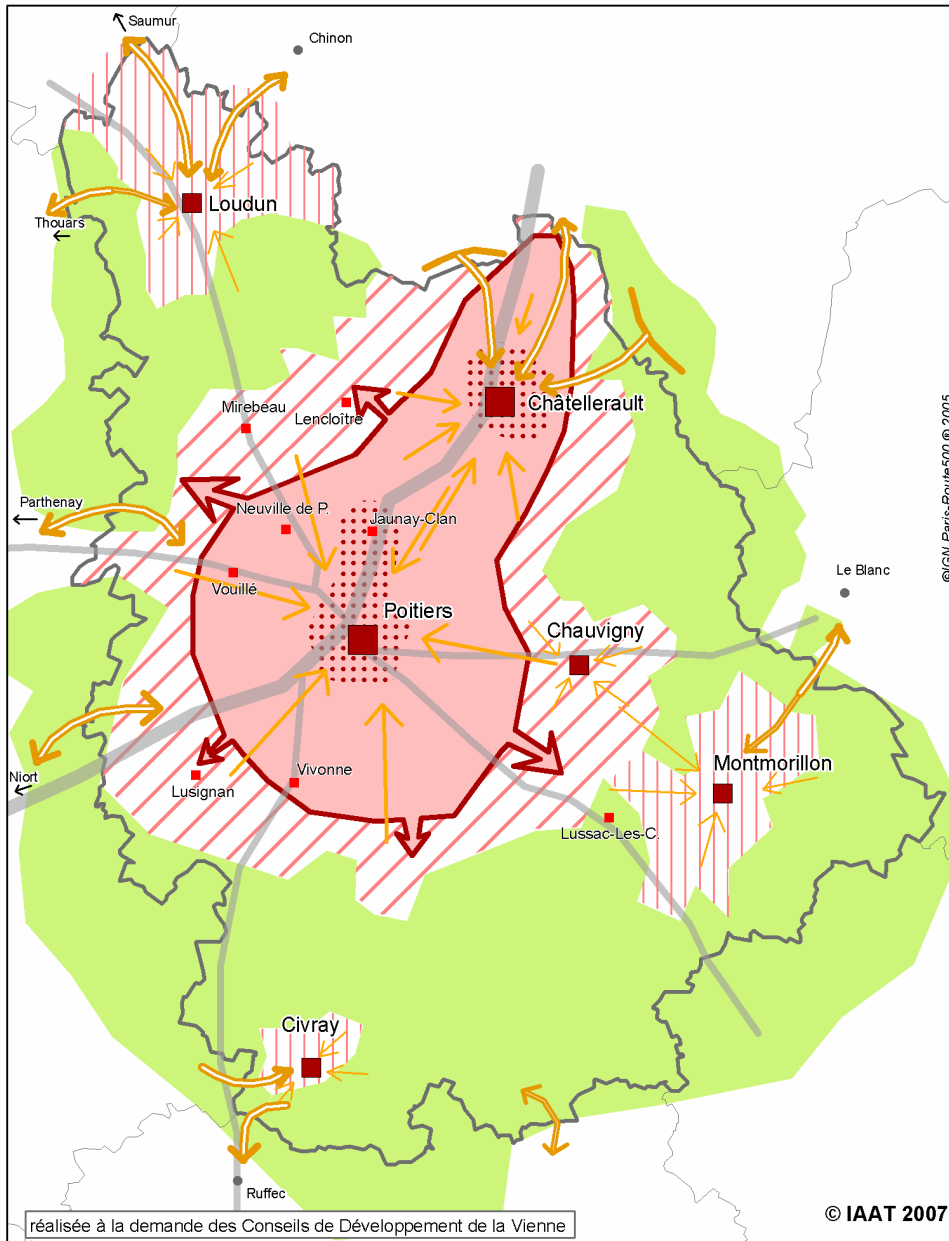 Saumur
Chinon
Loudun
Thouars
Châtellerault
Mirebeau
Lencloître
Parthenay
Neuville de P.
Jaunay-Clan
Vouillé
Le Blanc
Poitiers
Chauvigny
Niort
Lusignan
Vivonne
Montmorillon
Lussac-Les-C.
Civray
Ruffec
©IGN Paris-Route500 ® 2005
réalisée à la demande des Conseils de Développement de la Vienne
© IAAT 2007